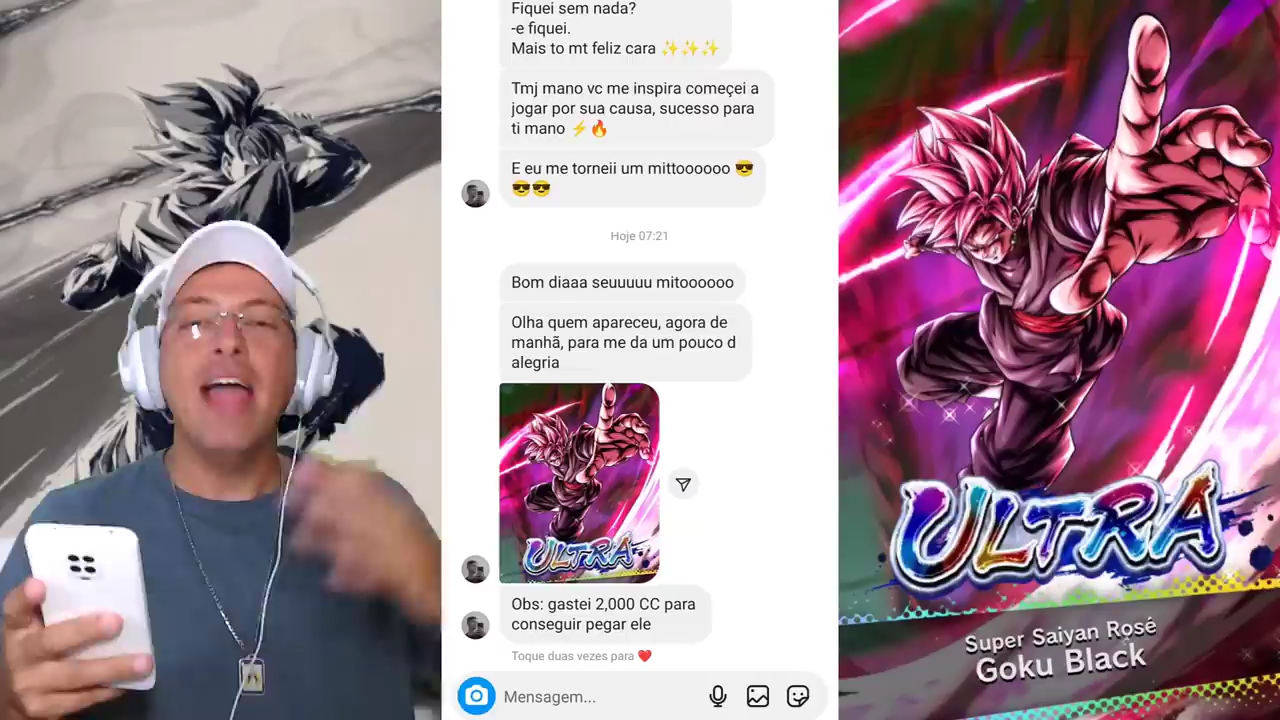 Fiquei sem nada?
-e fiquei.
Mais to mt feliz cara ✨✨✨
Tmj mano vc me inspira começei a
jogar por sua causa, sucesso para
ti mano ⚡🔥
E eu me torneii um mittoooooo 😎
😎😎
Hoje 07:21
Bom diaaa seuuuuu mitoooooo
Olha quem apareceu, agora de
manhã, para me da um pouco d
alegria
ULTRA
Obs: gastei 2,000 CC para
conseguir pegar ele
Toque duas vezes para ❤️
Mensagem...
ULTRA
Super Saiyan Rosé
Goku Black